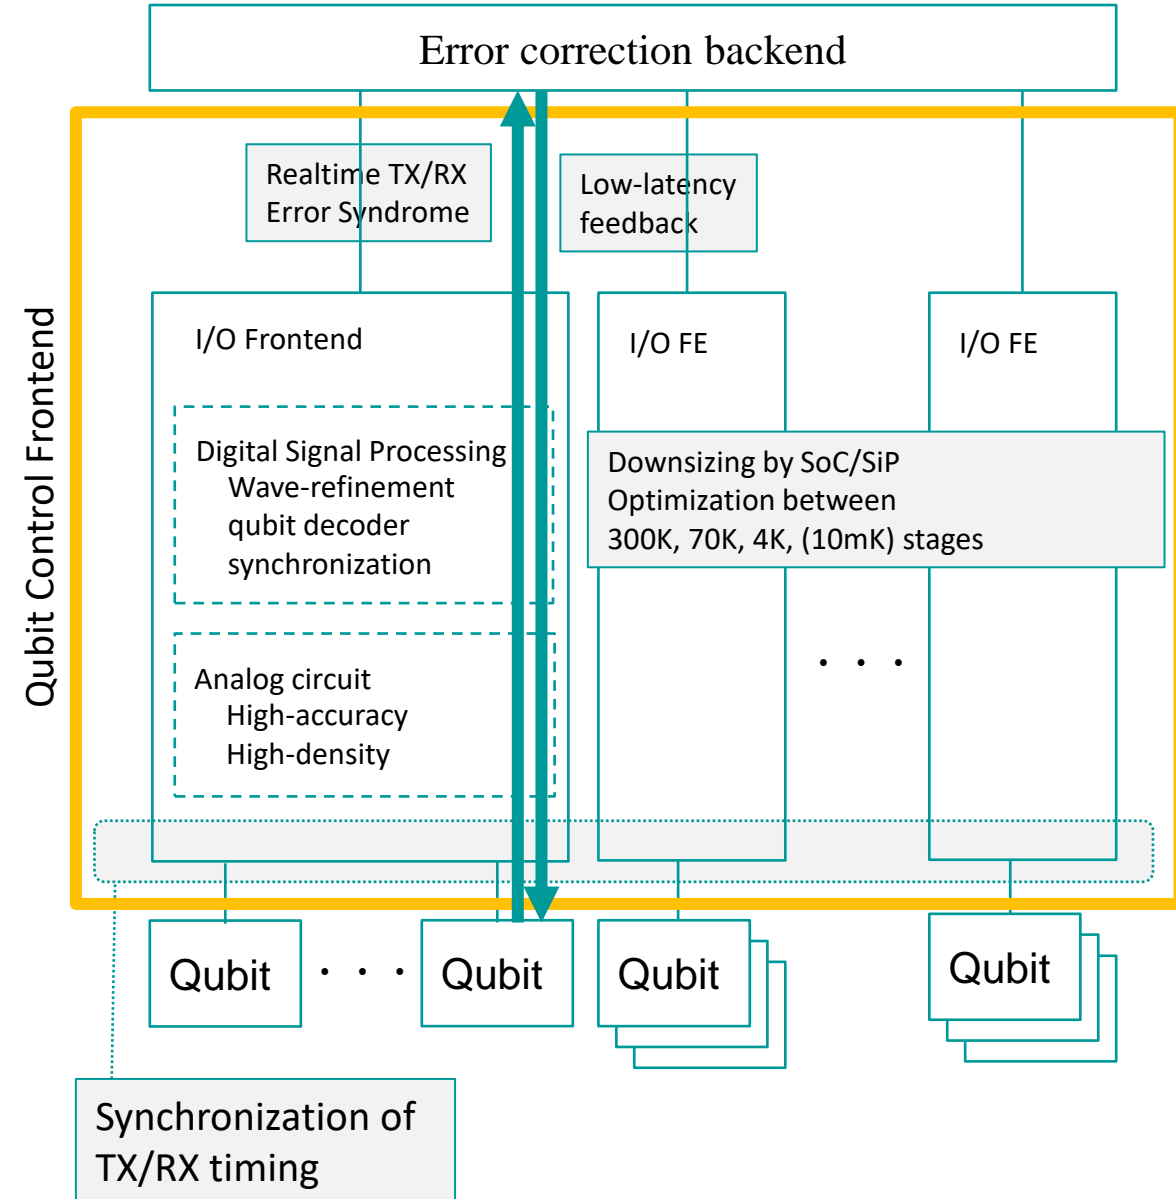 Error correction backend
Realtime TX/RX
Error Syndrome
Low-latency
feedback
Qubit Control Frontend
I/O Frontend
I/O FE
I/O FE
Digital Signal Processing
Wave-refinement
qubit decoder
synchronization
Downsizing by SoC/SiP
Optimization between
300K, 70K, 4K, (10mK) stages
Analog circuit
High-accuracy
High-density
. . .
Qubit
. . .
Qubit
Qubit
Qubit
Synchronization of
TX/RX timing